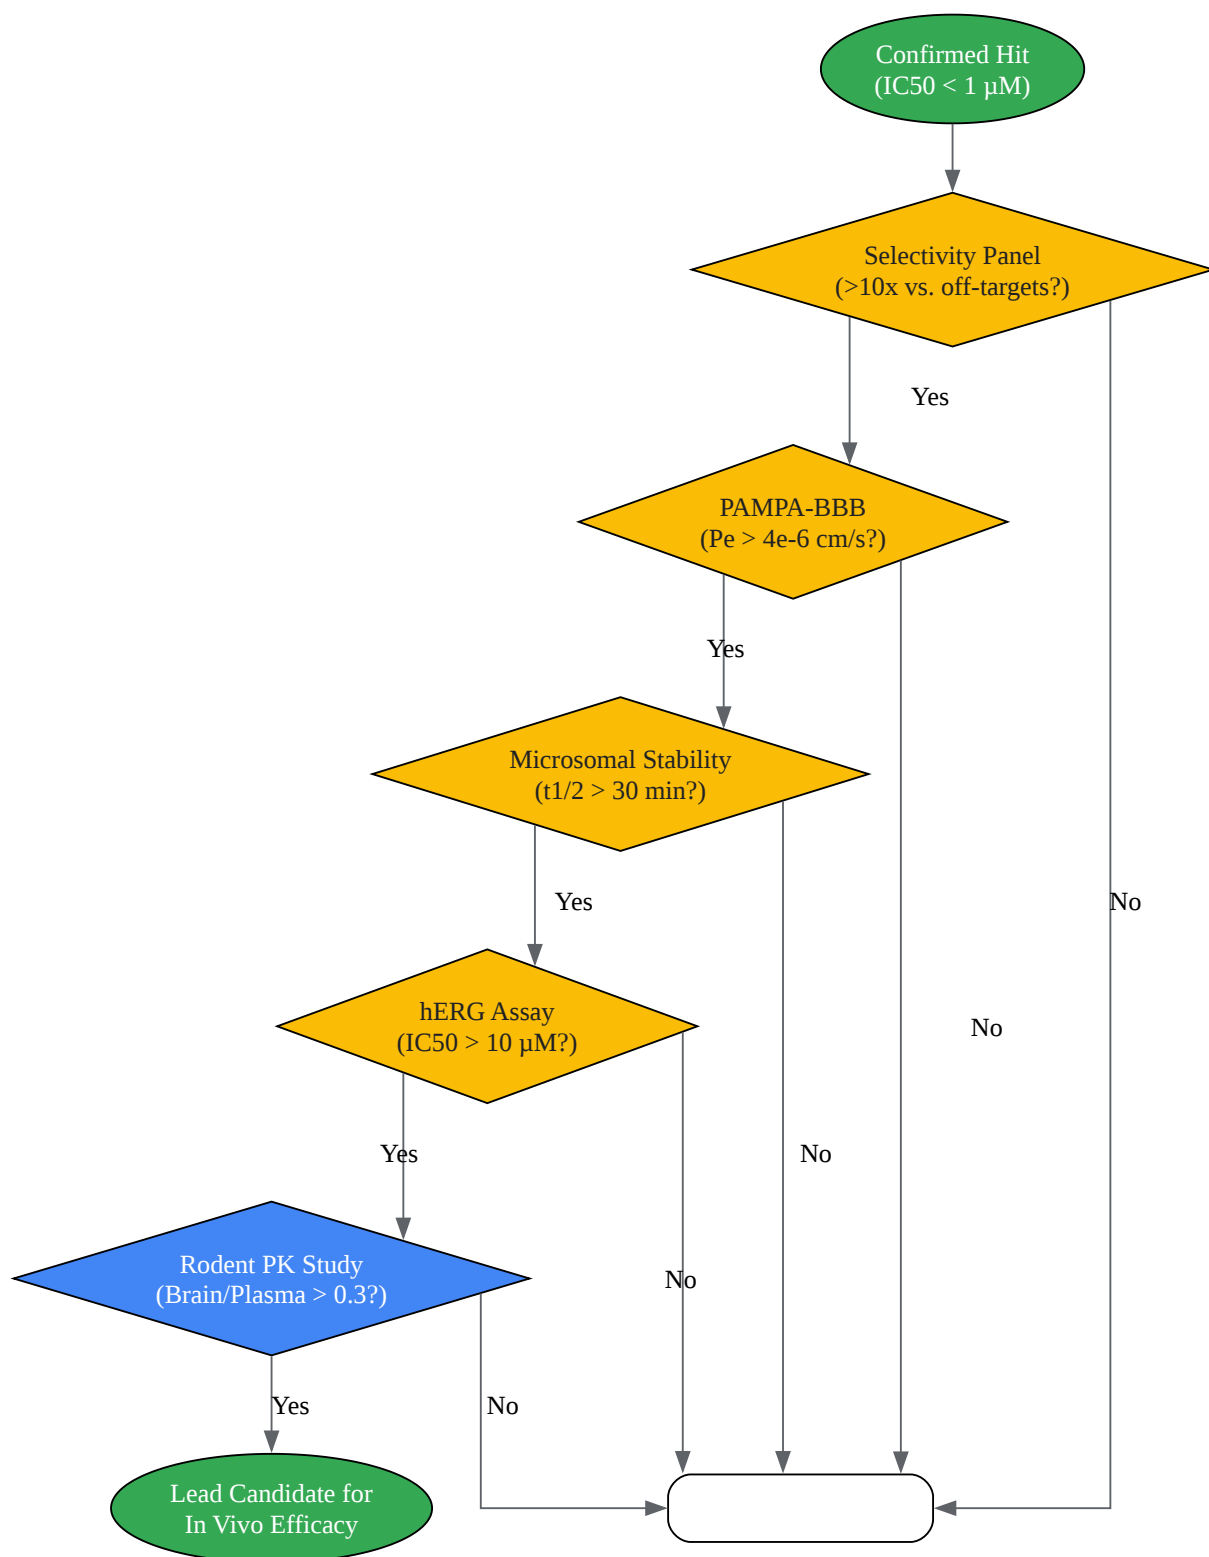 Confirmed Hit
(IC50 < 1 µM)
Selectivity Panel
(>10x vs. off-targets?)
Yes
PAMPA-BBB
(Pe > 4e-6 cm/s?)
Yes
Microsomal Stability
(t1/2 > 30 min?)
Yes
No
hERG Assay
(IC50 > 10 µM?)
No
Yes
No
Rodent PK Study
(Brain/Plasma > 0.3?)
No
Yes
No
Lead Candidate for
In Vivo Efficacy